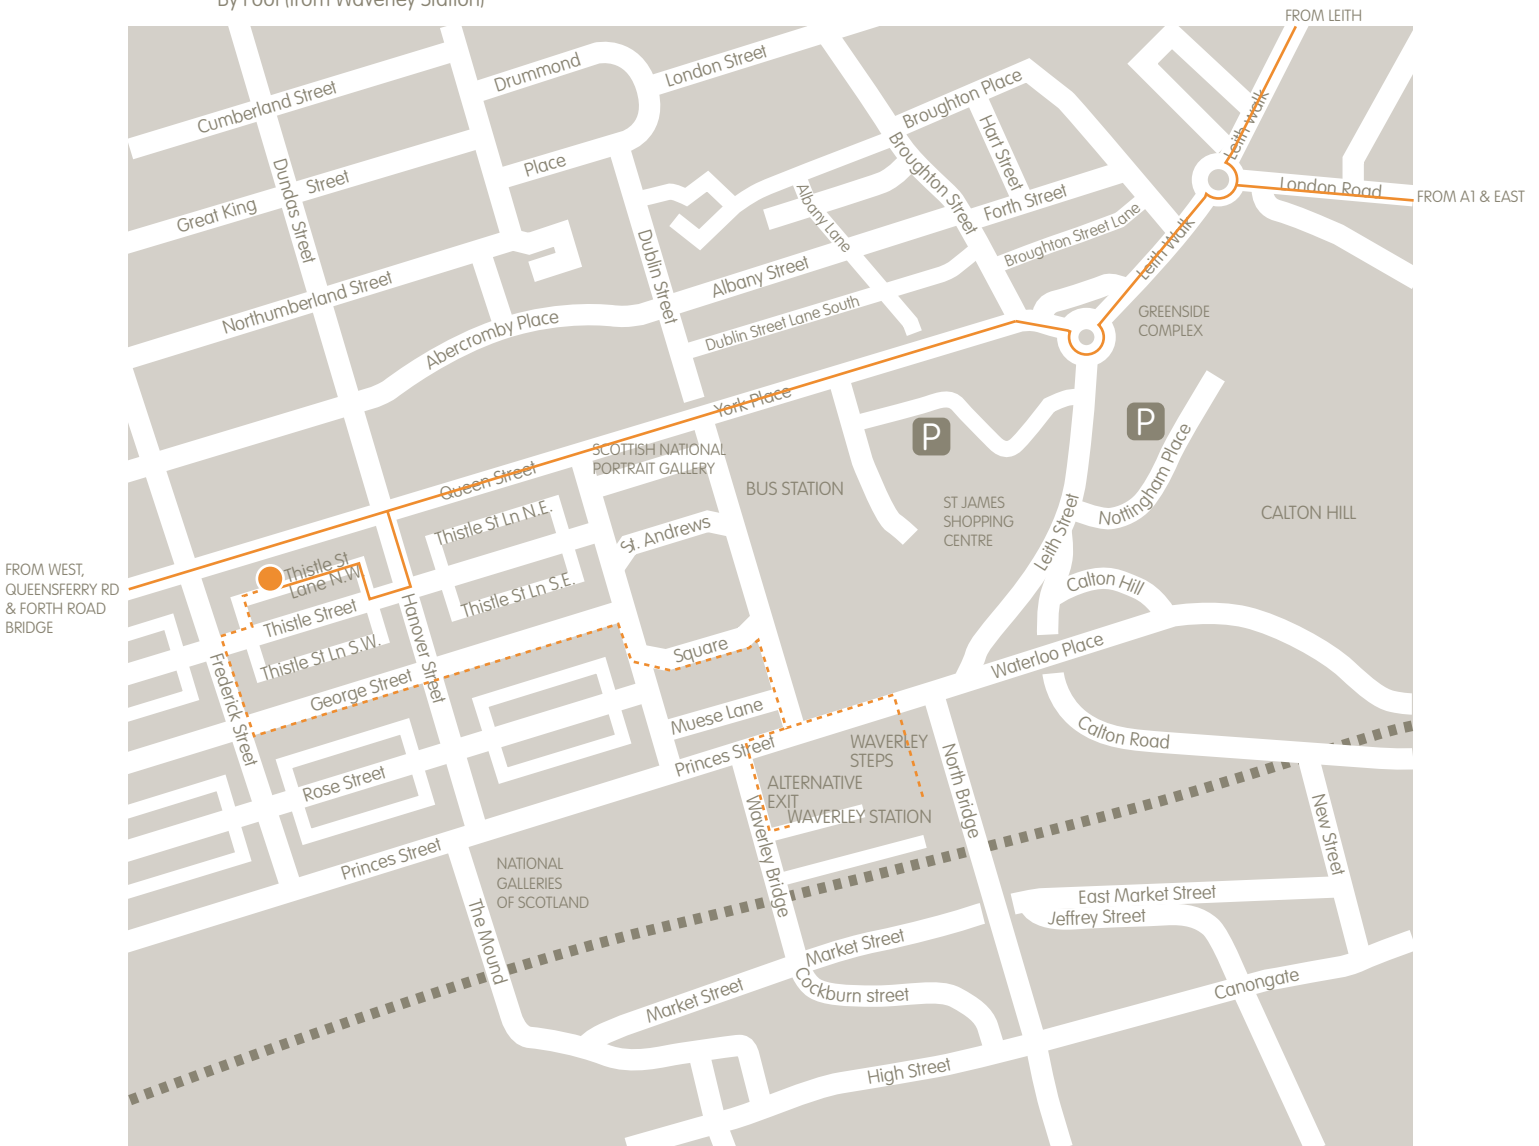 By Foot (from Waverley Station)
FROM LEITH
Drummond
London Street
Cumberland Street
Broughton Place
Leith Walk
Hart Street
Broughton Street
Dundas Street
Place
Street
Great King
London Road
FROM A1 & EAST
Albany Lane
Forth Street
Broughton Street Lane
Leith Walk
Dublin Street
Albany Street
Northumberland Street
Dublin Street Lane South
Abercromby Place
GREENSIDE
COMPLEX
York Place
P
P
SCOTTISH NATIONAL
PORTRAIT GALLERY
Queen Street
BUS STATION
Nottingham Place
ST JAMES
SHOPPING
CENTRE
CALTON HILL
Thistle St Ln N.E.
St. Andrews
Leith Street
FROM WEST,
QUEENSFERRY RD
& FORTH ROAD
BRIDGE
Thistle St
Lane N.W.
Thistle St Ln S.E.
Calton Hill
Thistle Street
Hanover Street
Thistle St Ln S.W.
Square
Waterloo Place
Frederick Street
George Street
Muese Lane
Princes Street
WAVERLEY
STEPS
Calton Road
North Bridge
Rose Street
ALTERNATIVE
EXIT
WAVERLEY STATION
Waverley Bridge
New Street
Princes Street
NATIONAL
GALLERIES
OF SCOTLAND
East Market Street
Jeffrey Street
The Mound
Market Street
Cockburn street
Market Street
Canongate
High Street